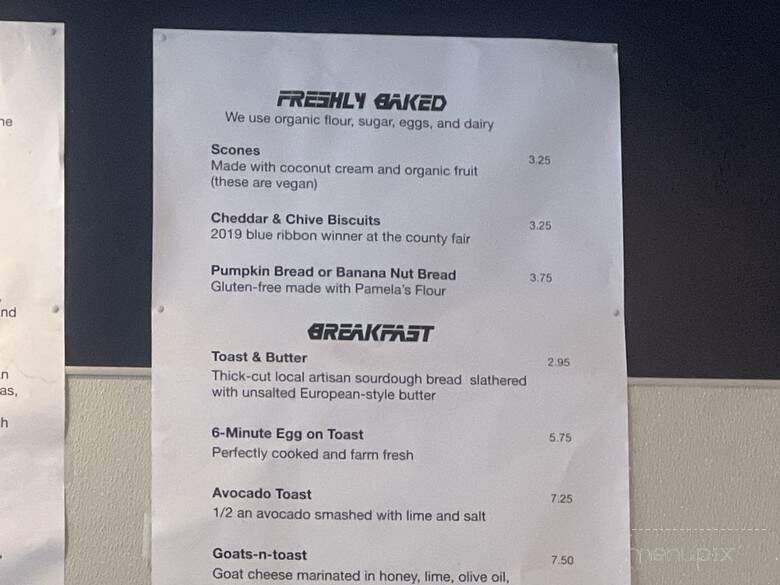 FRESHLY BAKED
We use organic flour, sugar, eggs, and dairy
Scones 3.25
Made with coconut cream and organic fruit
(these are vegan)
Cheddar & Chive Biscuits 3.25
2019 blue ribbon winner at the county fair
Pumpkin Bread or Banana Nut Bread 3.75
Gluten-free made with Pamela's Flour
BREAKFAST
Toast & Butter 2.95
Thick-cut local artisan sourdough bread slathered
with unsalted European-style butter
6-Minute Egg on Toast 5.75
Perfectly cooked and farm fresh
Avocado Toast 7.25
1/2 an avocado smashed with lime and salt
Goats-n-toast 7.50
Goat cheese marinated in honey, lime, olive oil,
menupix